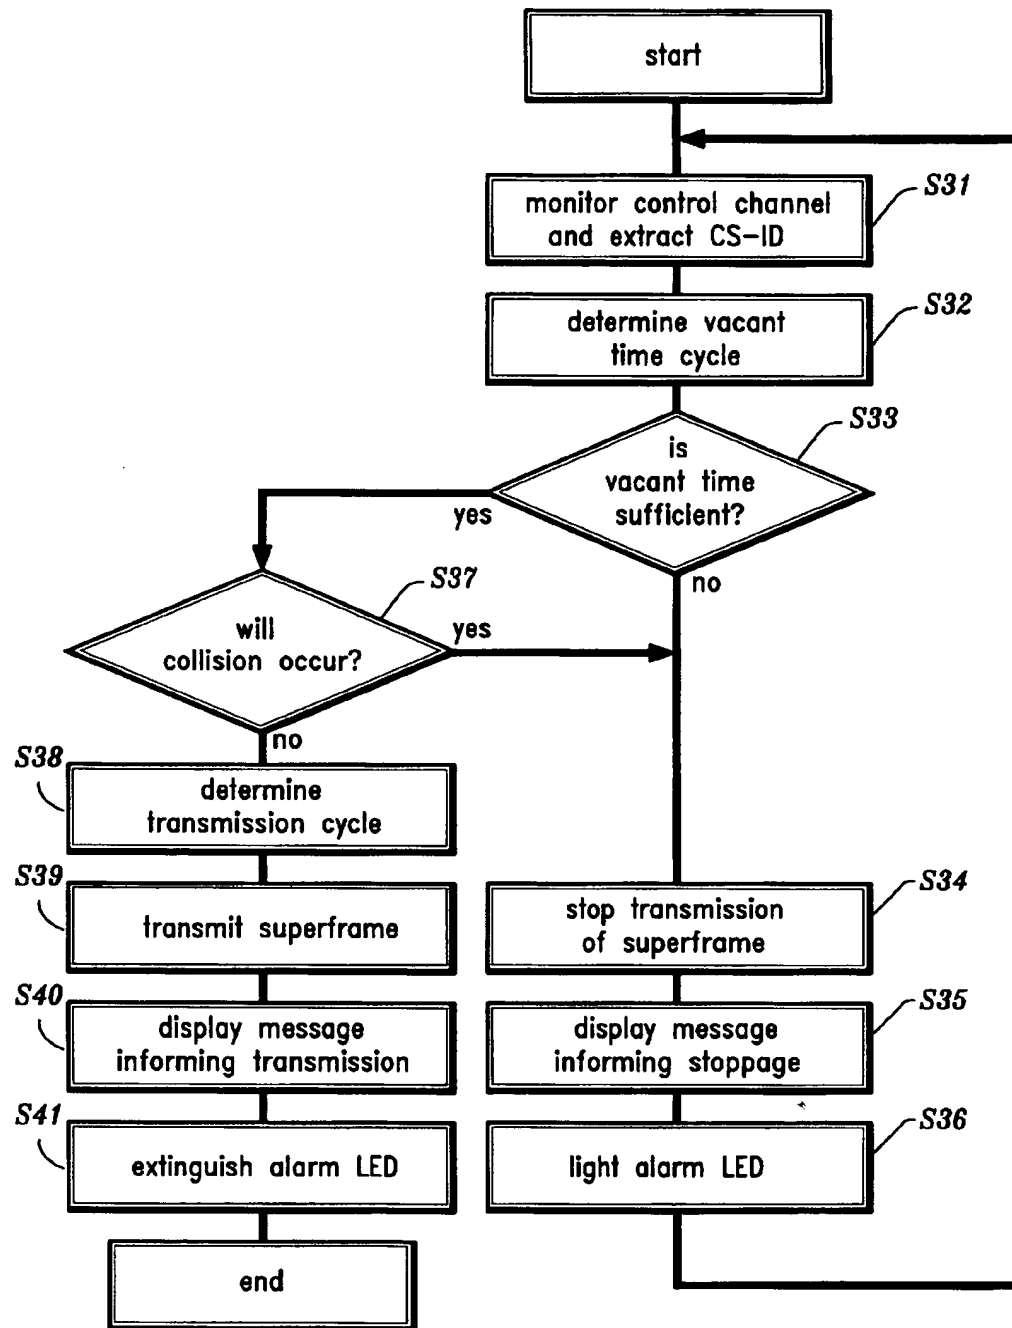 start
S31
monitor control channel
and extract CS-ID
S32
determine vacant
time cycle
S33
is
vacant time
sufficient?
yes
no
S37
will
collision occur?
yes
no
S38
determine
transmission cycle
S39
transmit superframe
S34
stop transmission
of superframe
S40
display message
informing transmission
S35
display message
informing stoppage
S41
extinguish alarm LED
S36
light alarm LED
end